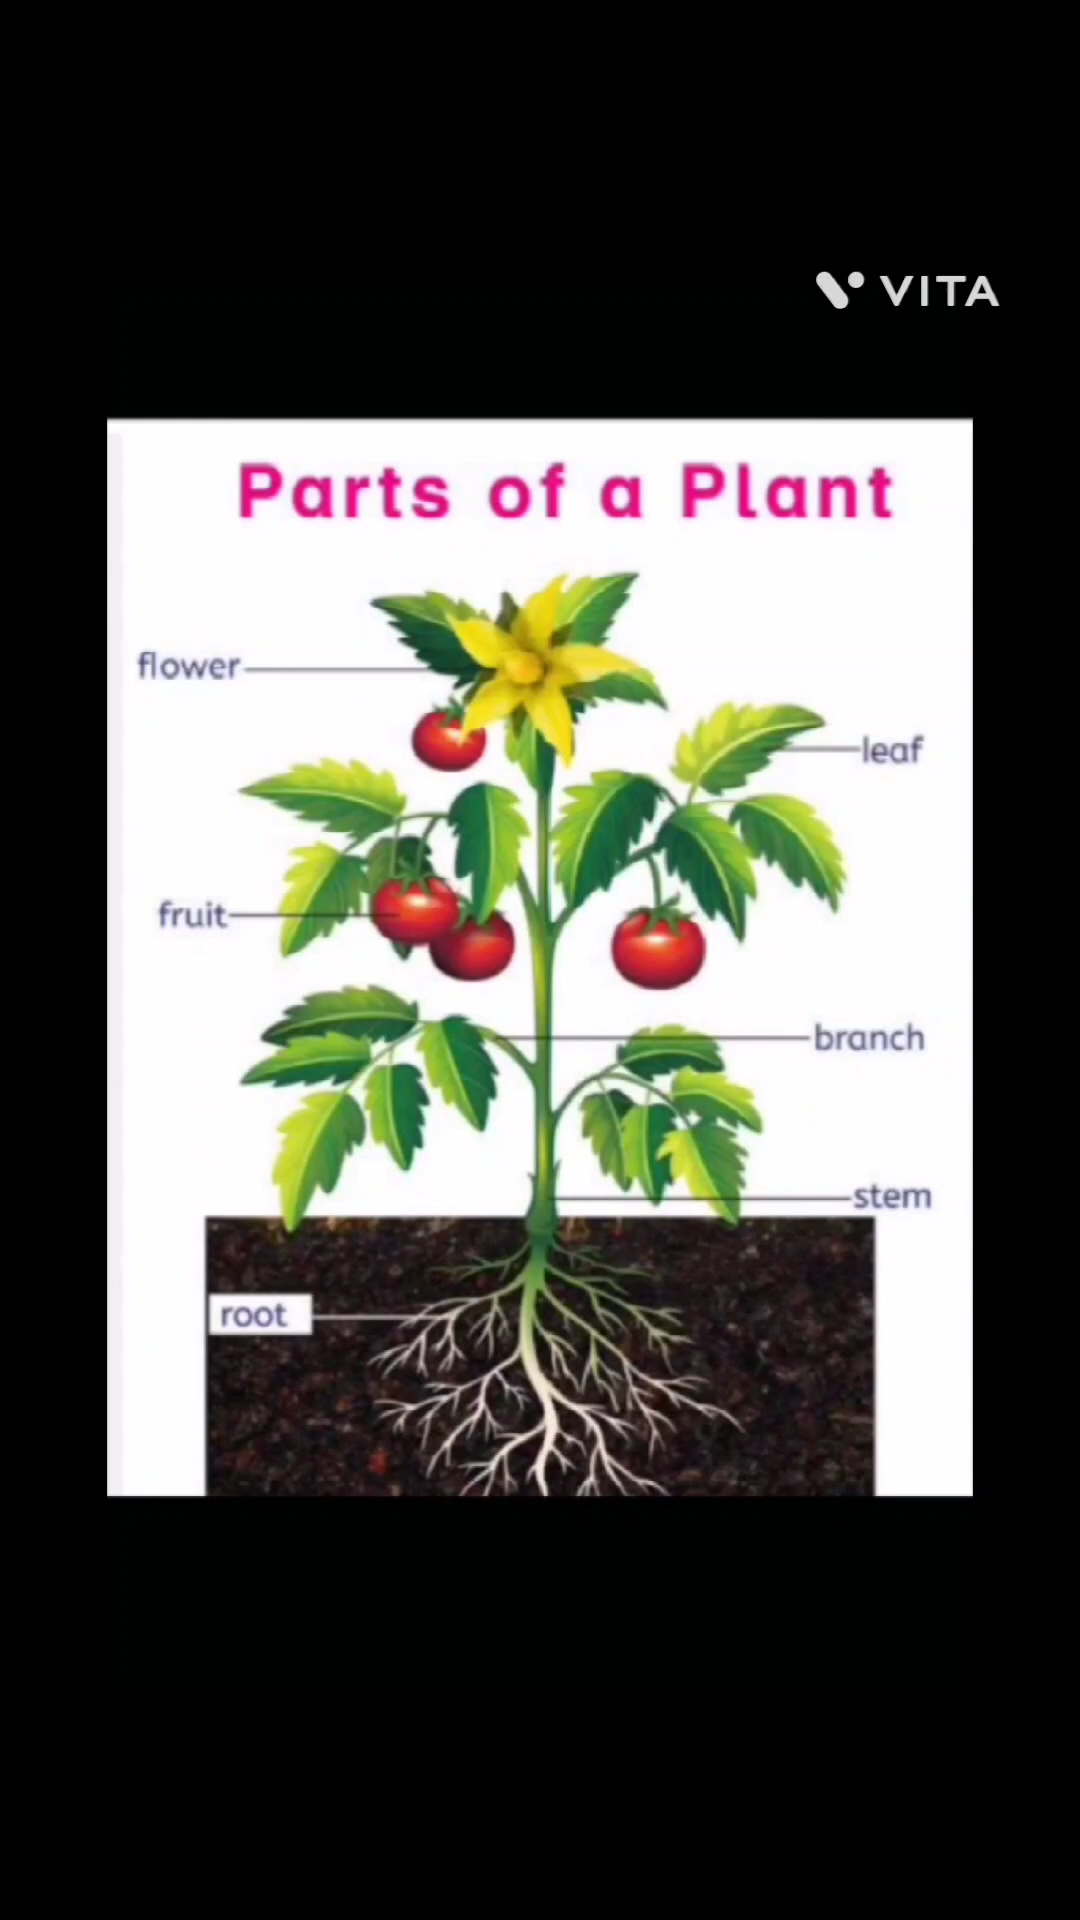 VITA
Parts of a Plant
flower
leaf
fruit
branch
stem
root